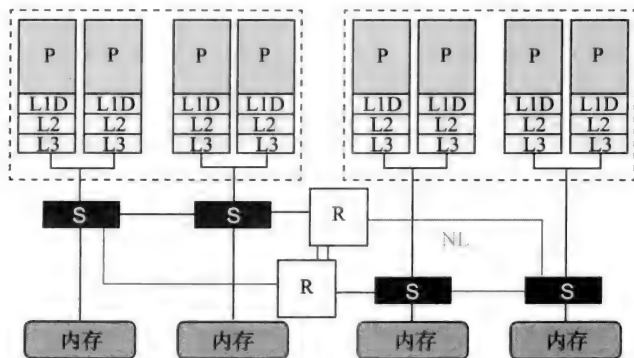 P P P P P P P P
L1D L1D L1D L1D L1D L1D L1D L1D
L2 L2 L2 L2 L2 L2 L2 L2
L3 L3 L3 L3 L3 L3 L3 L3
S S R
NL
R S S
内存 内存 内存 内存